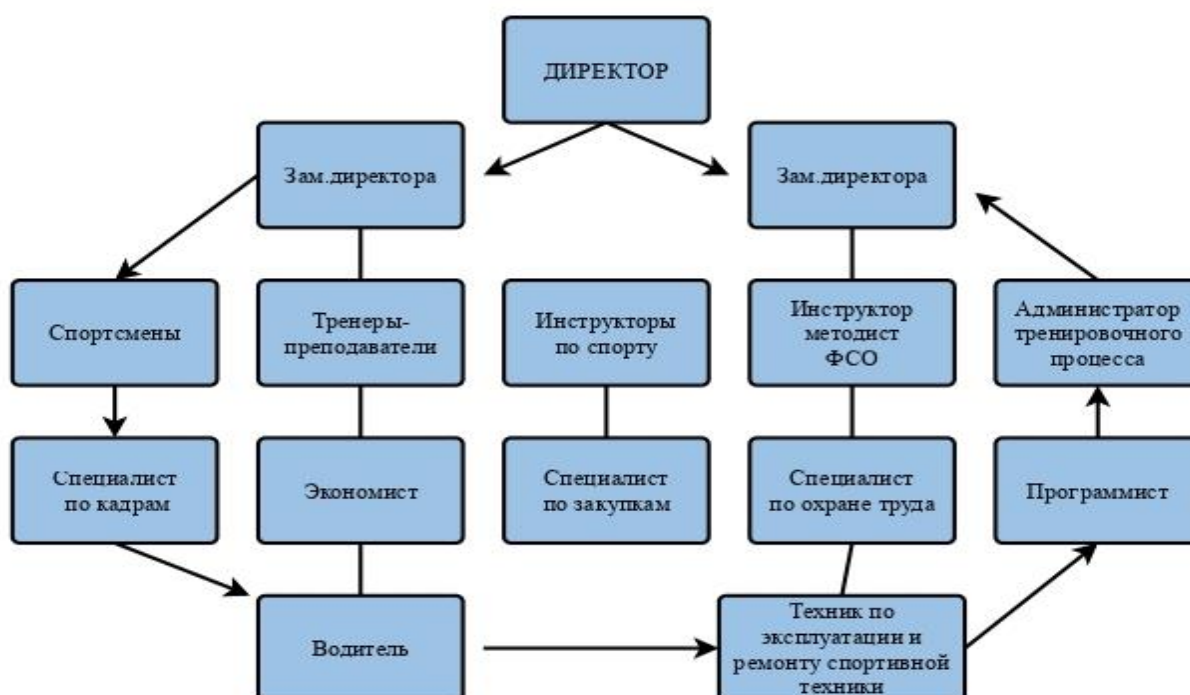 ДИРЕКТОР
Зам.директора
Зам.директора
Спортсмены
Тренеры-
преподаватели
Инструкторы
по спорту
Инструктор
методист
ФСО
Администратор
тренировочного
процесса
Специалист
по кадрам
Экономист
Специалист
по закупкам
Специалист
по охране труда
Программист
Водитель
Техник по
эксплуатации и
ремонту спортивной
техники